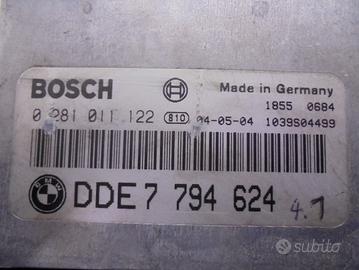 BOSCH
Made in Germany
1855 0684
0 281 011 122 810 04-05-04 1039S04499
BMW
DDE 7 794 624 4.1
subito